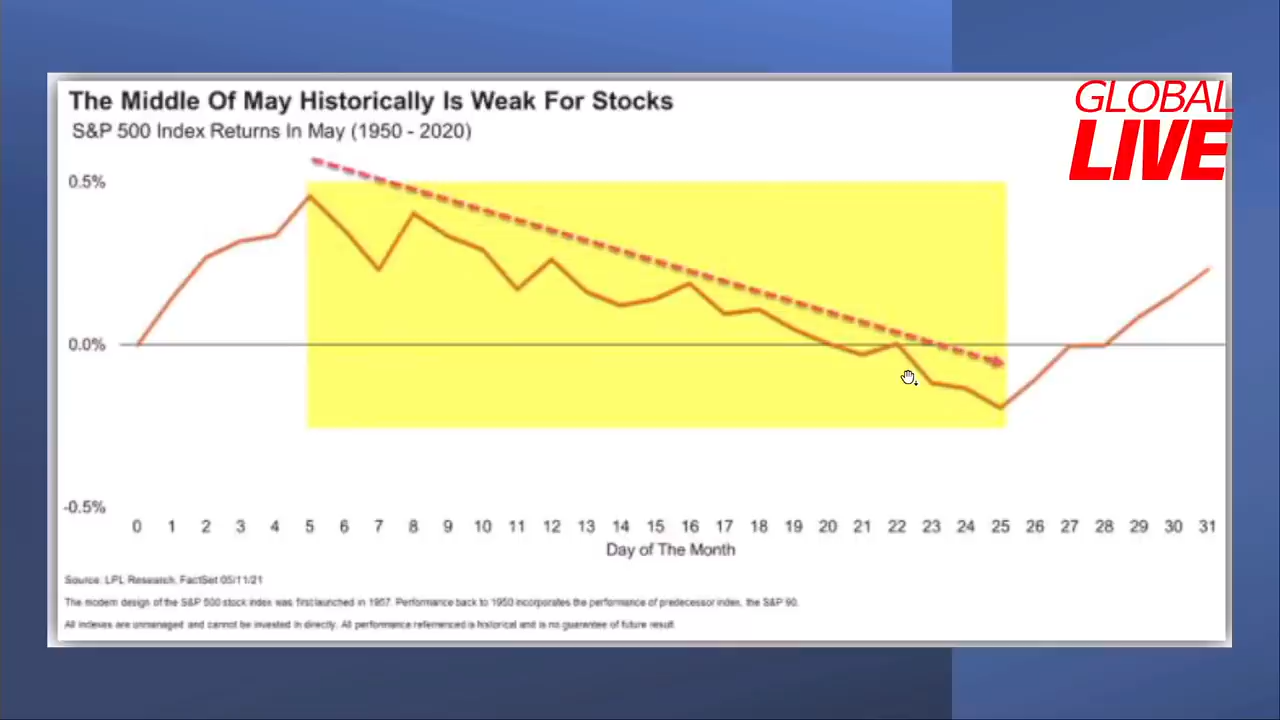 The Middle Of May Historically Is Weak For Stocks
S&P 500 Index Returns In May (1950 - 2020)
GLOBAL
LIVE
0.5%
0.0%
-0.5%
0 1 2 3 4 5 6 7 8 9 10 11 12 13 14 15 16 17 18 19 20 21 22 23 24 25 26 27 28 29 30 31
Day of The Month
Source: LPL Research, FactSet 05/11/21
The modern design of the S&P 500 stock index was first launched in 1957. Performance back to 1950 incorporates the performance of predecessor index, the S&P 90.
All indexes are unmanaged and cannot be invested in directly. All performance referenced is historical and is no guarantee of future result.